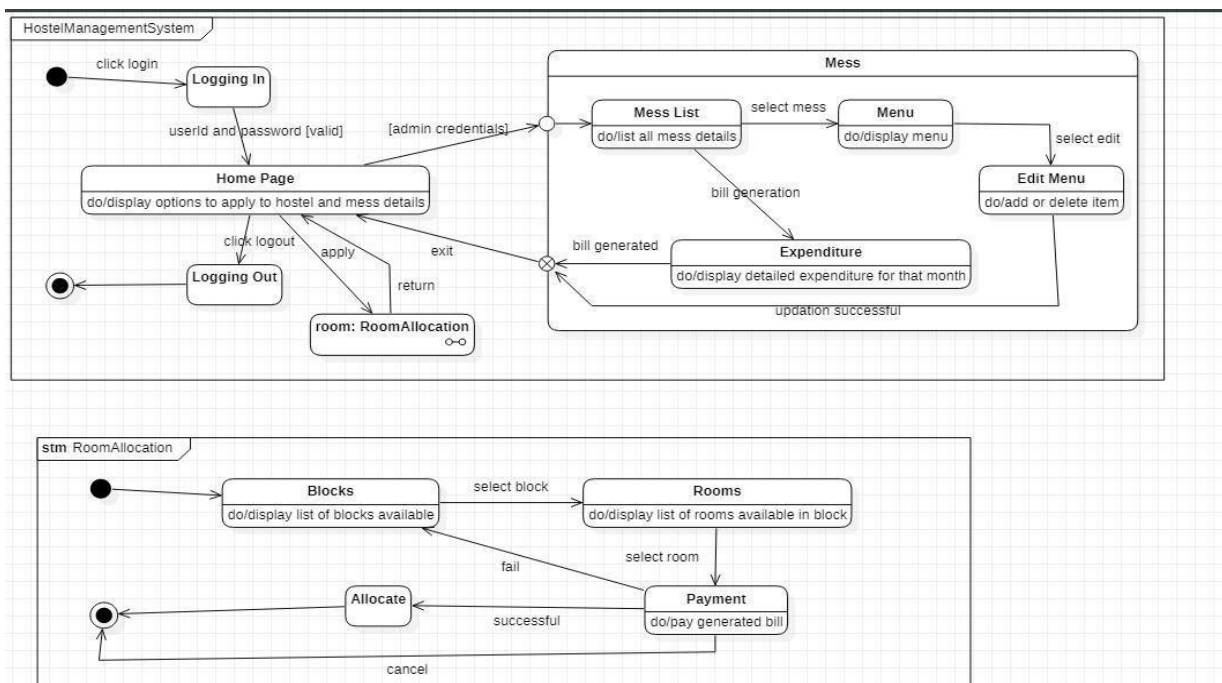 HostelManagementSystem
click login
Logging In
userId and password [valid]
[admin credentials]
Home Page
do/display options to apply to hostel and mess details
click logout
apply
exit
return
Logging Out
room: RoomAllocation
Mess
Mess List
do/list all mess details
select mess
Menu
do/display menu
select edit
Edit Menu
do/add or delete item
bill generation
bill generated
Expenditure
do/display detailed expenditure for that month
updation successful
stm RoomAllocation
Blocks
do/display list of blocks available
select block
Rooms
do/display list of rooms available in block
select room
fail
Allocate
successful
Payment
do/pay generated bill
cancel